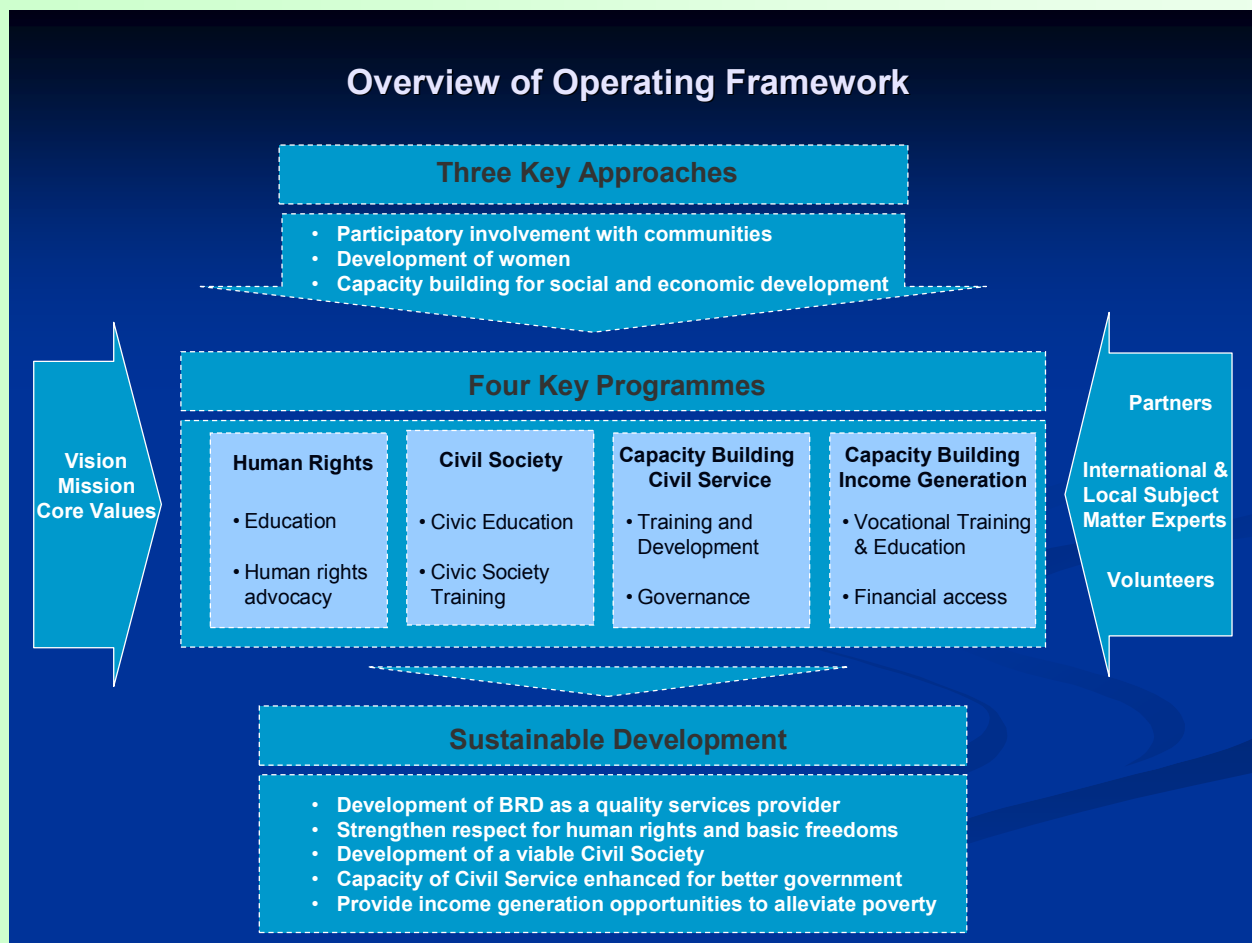 Overview of Operating Framework
Three Key Approaches
• Participatory involvement with communities
• Development of women
• Capacity building for social and economic development
Vision
Mission
Core Values
Four Key Programmes
Human Rights
• Education
• Human rights
advocacy
Civil Society
• Civic Education
• Civic Society
Training
Capacity Building
Civil Service
• Training and
Development
• Governance
Capacity Building
Income Generation
• Vocational Training
& Education
• Financial access
Partners
International &
Local Subject
Matter Experts
Volunteers
Sustainable Development
• Development of BRD as a quality services provider
• Strengthen respect for human rights and basic freedoms
• Development of a viable Civil Society
• Capacity of Civil Service enhanced for better government
• Provide income generation opportunities to alleviate poverty